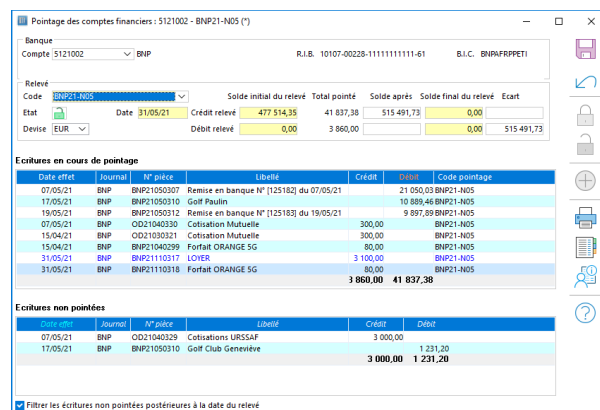 Pointage des comptes financiers : 5121002 - BNP21-N05 (*)
Banque
Compte 5121002 BNP R.I.B. 10107-00228-11111111111-61 B.I.C. BNPAFRPPETI
Relevé
Code BNP21-N05 Solde initial du relevé Total pointé Solde après Solde final du relevé Ecart
Etat Date 31/05/21 Crédit relevé 477 514,35 41 837,38 515 491,73 0,00
Devise EUR Débit relevé 0,00 3 860,00 0,00 515 491,73
Ecritures en cours de pointage
Date effet Journal N° pièce Libellé Crédit Débit Code pointage
07/05/21 BNP BNP21050307 Remise en banque N° [125182] du 07/05/21 21 050,03 BNP21-N05
17/05/21 BNP BNP21050310 Golf Paulin 10 889,46 BNP21-N05
19/05/21 BNP BNP21050312 Remise en banque N° [125183] du 19/05/21 9 897,89 BNP21-N05
07/05/21 BNP OD21040330 Cotisation Mutuelle 300,00 BNP21-N05
15/04/21 BNP OD21030321 Cotisation Mutuelle 300,00 BNP21-N05
15/04/21 BNP BNP21040299 Forfait ORANGE 5G 80,00 BNP21-N05
31/05/21 BNP BNP21110317 LOYER 3 100,00 BNP21-N05
31/05/21 BNP BNP21110318 Forfait ORANGE 5G 80,00 BNP21-N05
3 860,00 41 837,38
Ecritures non pointées
Date effet Journal N° pièce Libellé Crédit Débit
07/05/21 BNP OD21040329 Cotisations URSSAF 3 000,00
17/05/21 BNP BNP21050310 Golf Club Geneviève 1 231,20
3 000,00 1 231,20
Filtrer les écritures non pointées postérieures à la date du relevé